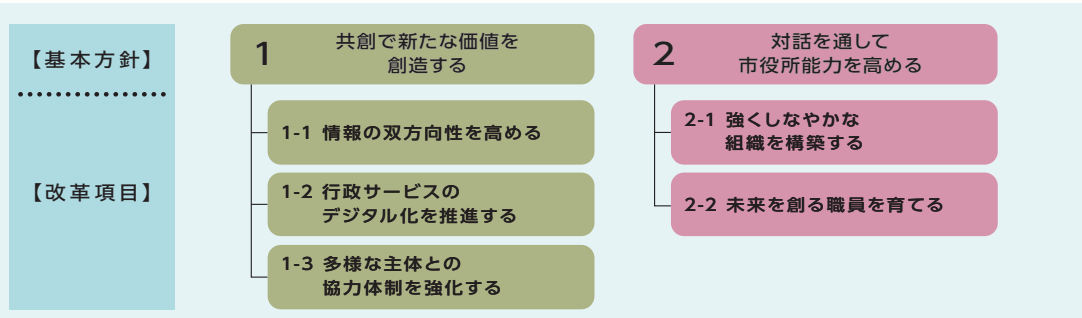 【基本方針】
【改革項目】
1 共創で新たな価値を
創造する
1-1 情報の双方向性を高める
1-2 行政サービスの
デジタル化を推進する
1-3 多様な主体との
協力体制を強化する
2 対話を通して
市役所能力を高める
2-1 強くしなやかな
組織を構築する
2-2 未来を創る職員を育てる